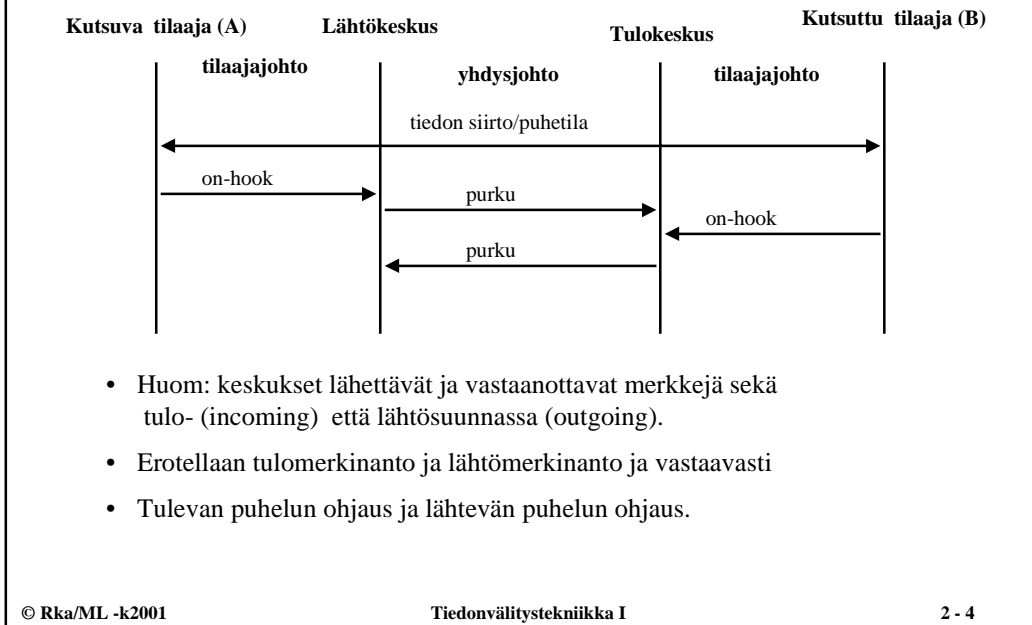 Kutsuva tilaaja (A)
Lähtökeskus
Tulokeskus
Kutsuttu tilaaja (B)
tilaajajohto
yhdysjohto
tilaajajohto
tiedon siirto/puhetila
on-hook
purku
on-hook
purku
• Huom: keskukset lähettävät ja vastaanottavat merkkejä sekä
tulo- (incoming) että lähtösuunnassa (outgoing).
• Erotellaan tulomerkinanto ja lähtömerkinanto ja vastaavasti
• Tulevan puhelun ohjaus ja lähtevän puhelun ohjaus.
© Rka/ML -k2001
Tiedonvälitystekniikka I
2 - 4